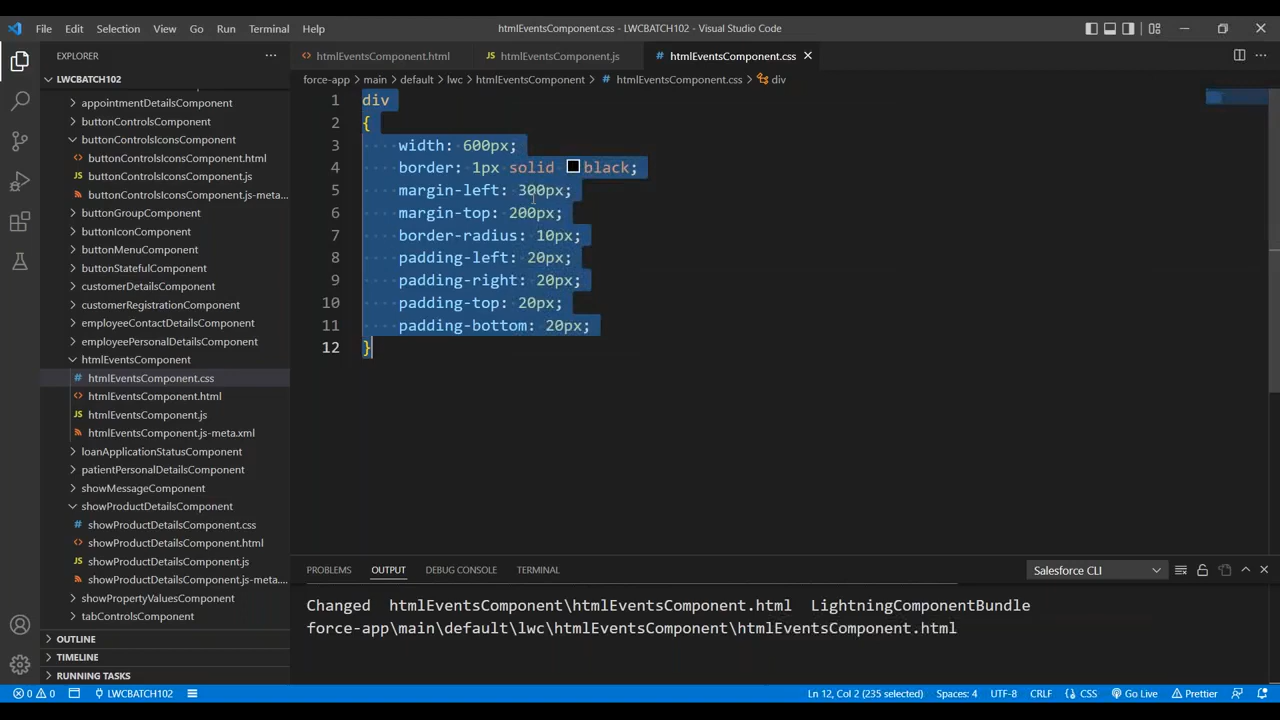 File Edit Selection View Go Run Terminal Help
htmlEventsComponent.css - LWCBATCH102 - Visual Studio Code
EXPLORER
htmlEventsComponent.html
JS htmlEventsComponent.js
# htmlEventsComponent.css
LWCBATCH102
force-app > main > default > lwc > htmlEventsComponent > # htmlEventsComponent.css > div
appointmentDetailsComponent
buttonControlsComponent
buttonControlsIconsComponent
buttonControlsIconsComponent.html
JS buttonControlsIconsComponent.js
buttonControlsIconsComponent.js-meta...
buttonGroupComponent
buttonIconComponent
buttonMenuComponent
buttonStatefulComponent
customerDetailsComponent
customerRegistrationComponent
employeeContactDetailsComponent
employeePersonalDetailsComponent
htmlEventsComponent
# htmlEventsComponent.css
htmlEventsComponent.html
JS htmlEventsComponent.js
htmlEventsComponent.js-meta.xml
loanApplicationStatusComponent
patientPersonalDetailsComponent
showMessageComponent
showProductDetailsComponent
# showProductDetailsComponent.css
showProductDetailsComponent.html
JS showProductDetailsComponent.js
showProductDetailsComponent.js-meta....
showPropertyValuesComponent
tabControlsComponent
OUTLINE
TIMELINE
RUNNING TASKS
1 div
2 {
3 width: 600px;
4 border: 1px solid black;
5 margin-left: 300px;
6 margin-top: 200px;
7 border-radius: 10px;
8 padding-left: 20px;
9 padding-right: 20px;
10 padding-top: 20px;
11 padding-bottom: 20px;
12 }
PROBLEMS OUTPUT DEBUG CONSOLE TERMINAL
Salesforce CLI
Changed htmlEventsComponent\htmlEventsComponent.html LightningComponentBundle
force-app\main\default\lwc\htmlEventsComponent\htmlEventsComponent.html
0 0 LWCBATCH102
Ln 12, Col 2 (235 selected) Spaces: 4 UTF-8 CRLF CSS Go Live Prettier